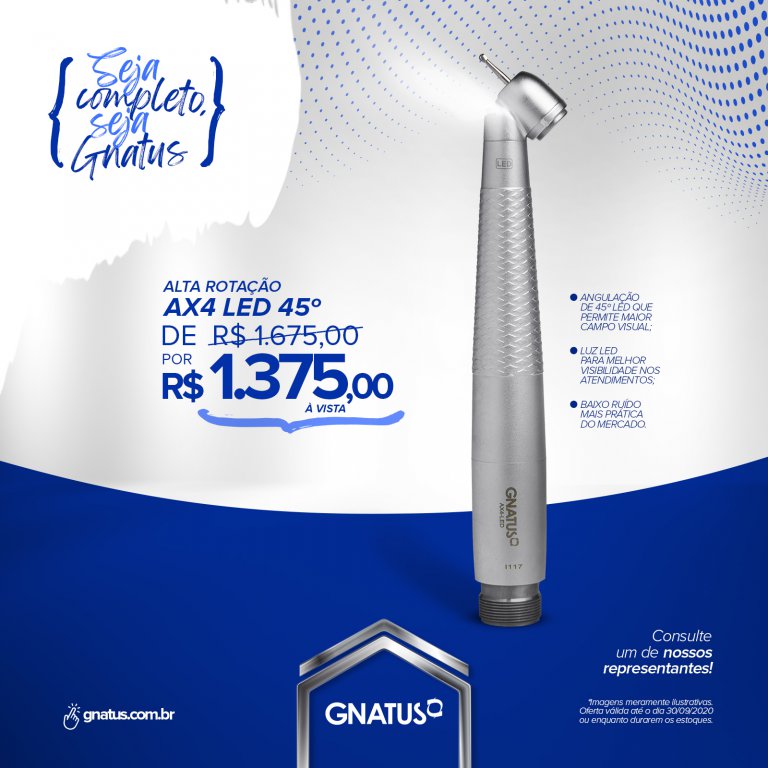 Seja
completo,
seja
Gnatus
LED
ALTA ROTAÇÃO
AX4 LED 45º
DE R$ 1.675,00
POR
R$ 1.375,00
À VISTA
ANGULAÇÃO
DE 45º LED QUE
PERMITE MAIOR
CAMPO VISUAL;
LUZ LED
PARA MELHOR
VISIBILIDADE NOS
ATENDIMENTOS;
BAIXO RUÍDO
MAIS PRÁTICA
DO MERCADO.
GNATUS
AX4-LED
1117
Consulte
um de nossos
representantes!
gnatus.com.br
GNATUS
*Imagens meramente ilustrativas.
Oferta válida até o dia 30/09/2020
ou enquanto durarem os estoques.